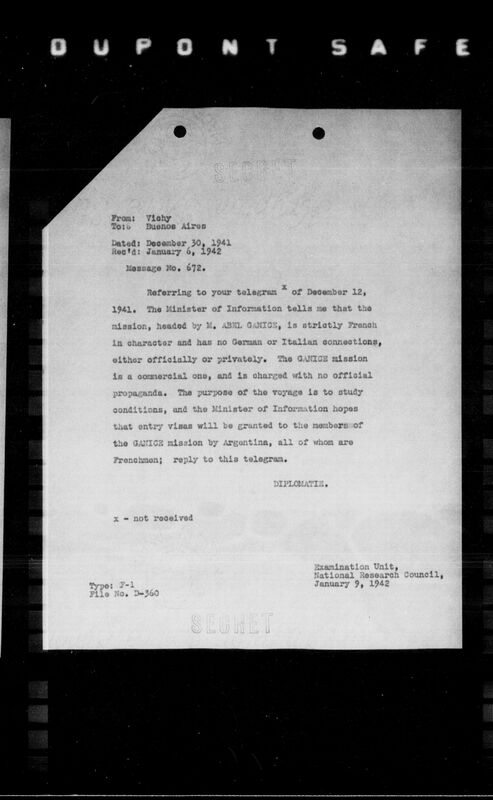 DUPONT SAFE
SECRET
From: Vichy
To: Buenos Aires
Dated: December 30, 1941
Rec'd: January 6, 1942
Message No. 672.
Referring to your telegram x of December 12,
1941. The Minister of Information tells me that the
mission, headed by M. ABEL GAMICE, is strictly French
in character and has no German or Italian connections,
either officially or privately. The GAMICE mission
is a commercial one, and is charged with no official
propaganda. The purpose of the voyage is to study
conditions, and the Minister of Information hopes
that entry visas will be granted to the members of
the GAMICE mission by Argentina, all of whom are
Frenchmen; reply to this telegram.
DIPLOMATIE.
x - not received
Examination Unit,
National Research Council,
January 9, 1942
Type: F-1
File No. D-360
SECRET